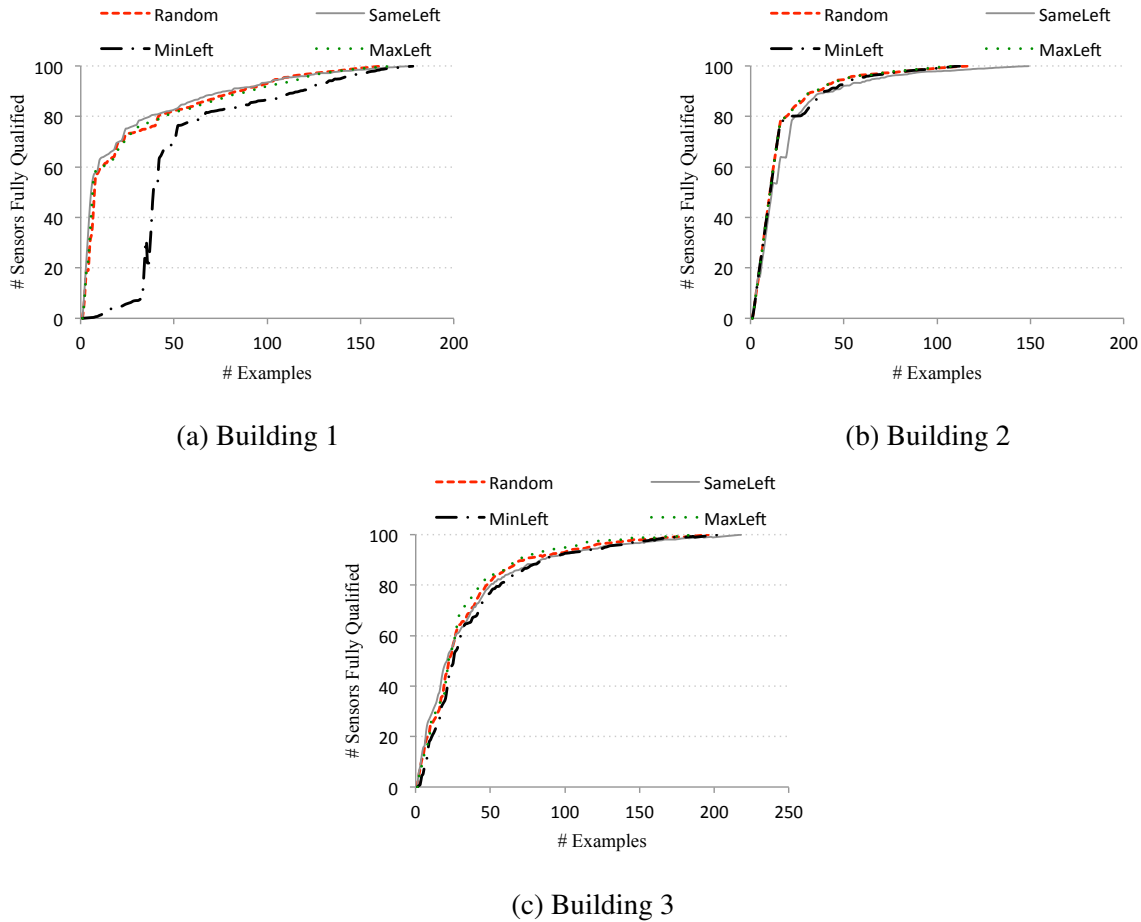 Random SameLeft
MinLeft MaxLeft
# Sensors Fully Qualified
100
80
60
40
20
0
0 50 100 150 200
# Examples
(a) Building 1
Random SameLeft
MinLeft MaxLeft
# Sensors Fully Qualified
100
80
60
40
20
0
0 50 100 150 200
# Examples
(b) Building 2
Random SameLeft
MinLeft MaxLeft
# Sensors Fully Qualified
100
80
60
40
20
0
0 50 100 150 200 250
# Examples
(c) Building 3